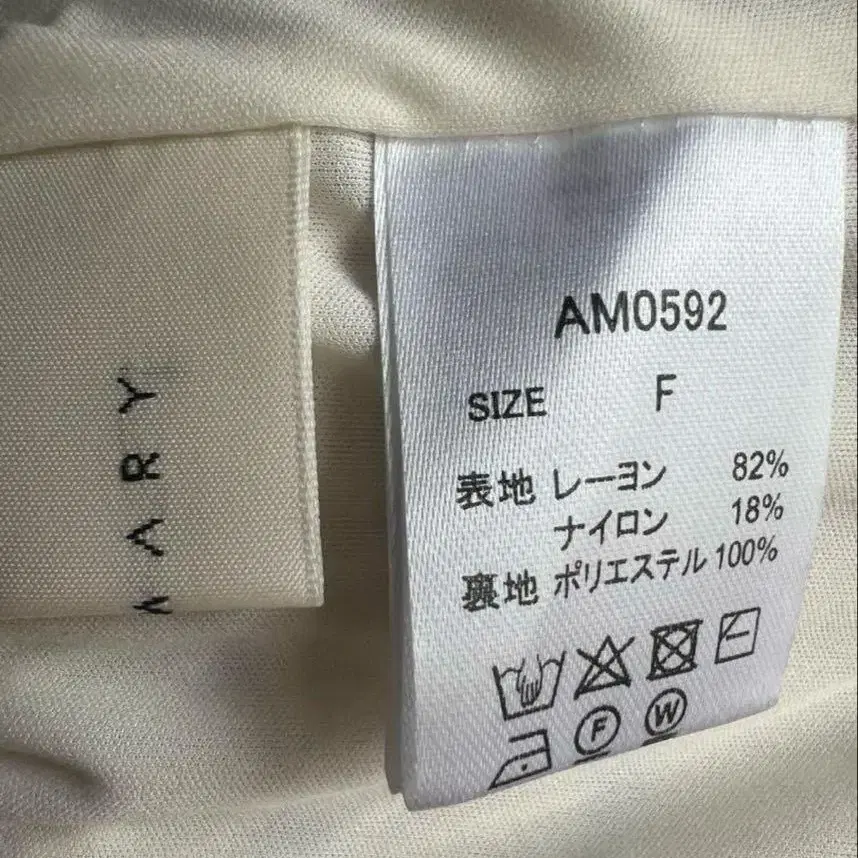 MARY
AM0592
SIZE F
表地 レーヨン 82%
ナイロン 18%
裏地 ポリエステル 100%
F W